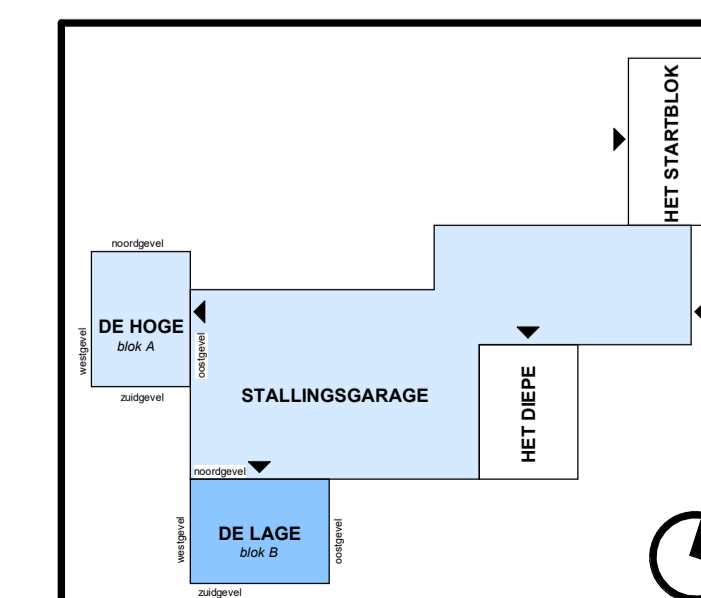 HET STARTBLOK
noordgevel
DE HOGE
blok A
westgevel
oostgevel
zuidgevel
STALLINGSGARAGE
HET DIEPE
noordgevel
DE LAGE
blok B
westgevel
oostgevel
zuidgevel